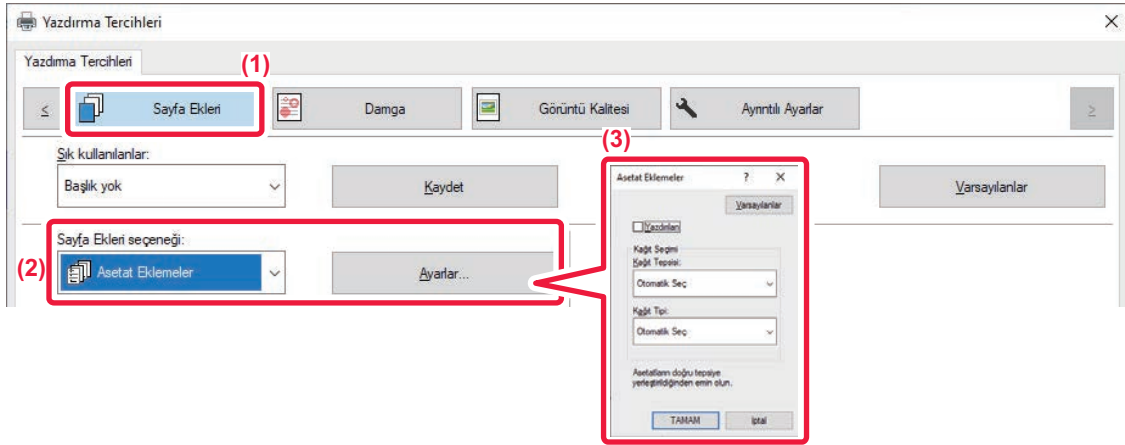 Yazdırma Tercihleri
Yazdırma Tercihleri
(1)
< Sayfa Ekleri Damga Görüntü Kalitesi Ayrıntılı Ayarlar >
(3)
Sık kullanılanlar:
Başlık yok Kaydet Varsayılanlar
Sayfa Ekleri seçeneği:
(2) Asetat Eklemeler Ayarlar...
Asetat Eklemeler ? X
Varsayılanlar
Yazdırılan
Kağıt Seçimi
Kağıt Tepsisi:
Otomatik Seç
Kağıt Tipi:
Otomatik Seç
Asetatların doğru tepsiye
yerleştirildiğinden emin olun.
TAMAM İptal